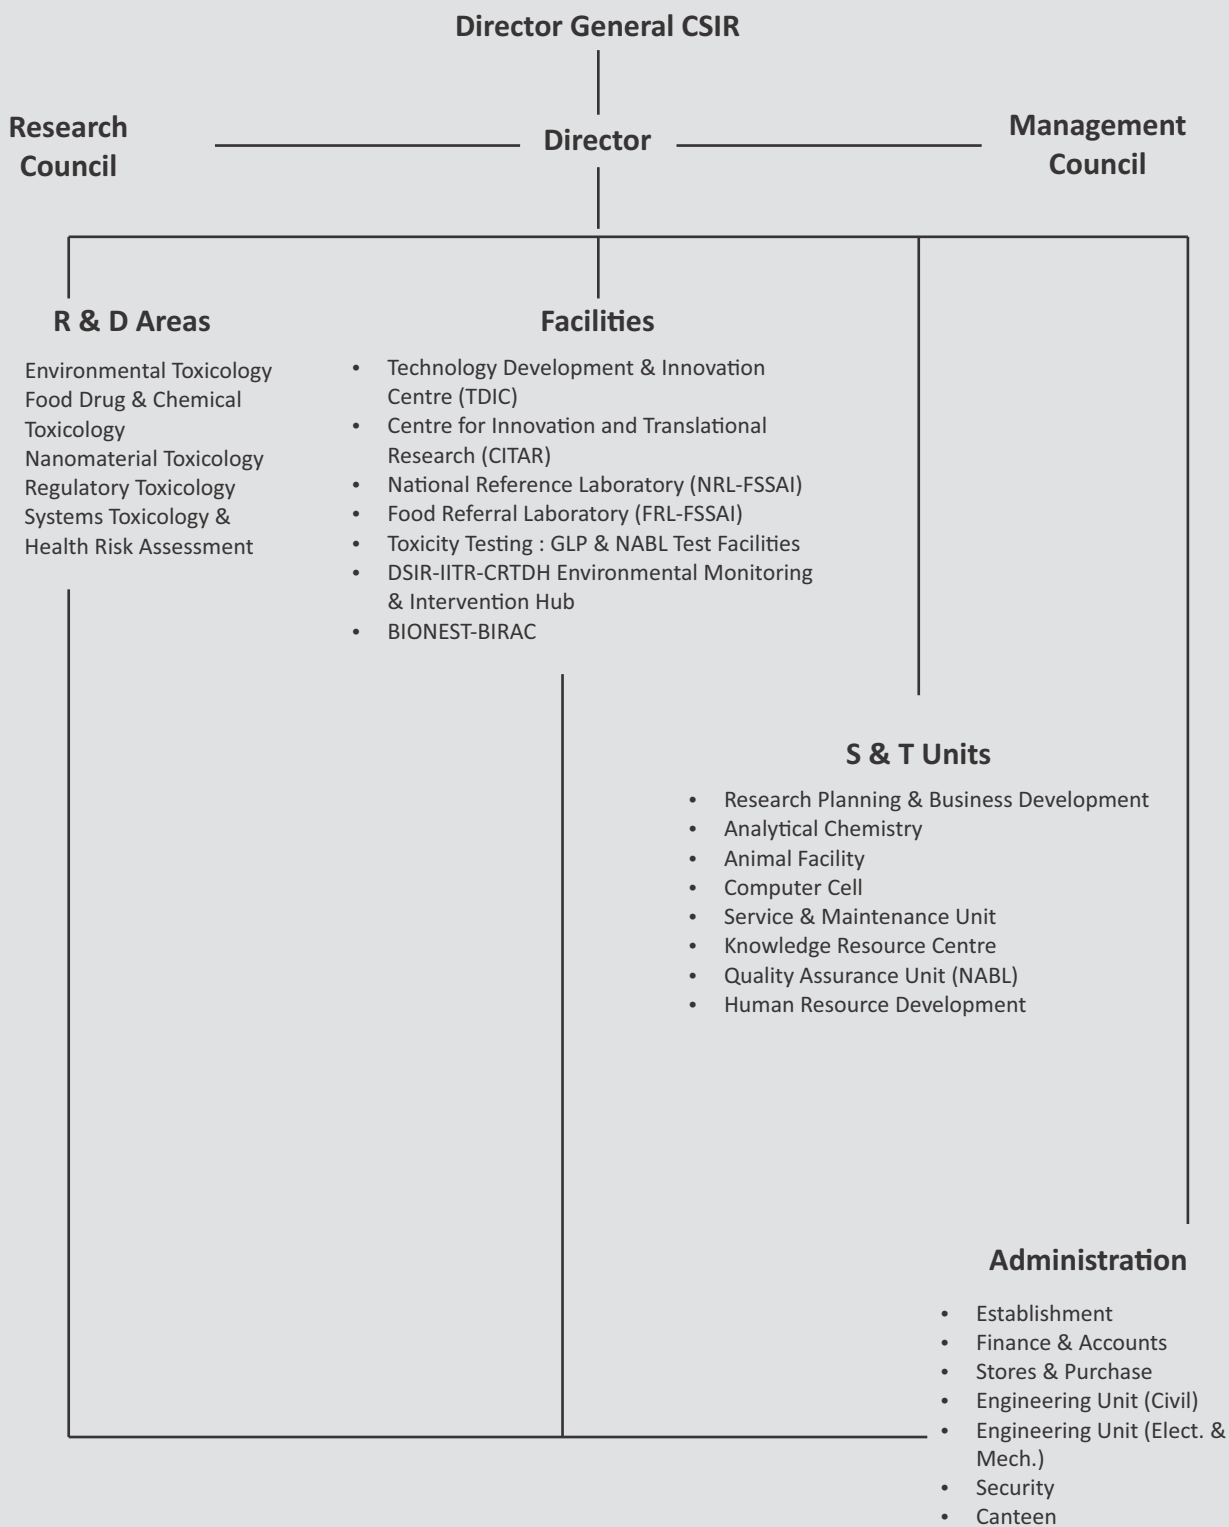 Director General CSIR
Research
Council
Director
Management
Council
R & D Areas
Environmental Toxicology
Food Drug & Chemical
Toxicology
Nanomaterial Toxicology
Regulatory Toxicology
Systems Toxicology &
Health Risk Assessment
Facilities
• Technology Development & Innovation
Centre (TDIC)
• Centre for Innovation and Translational
Research (CITAR)
• National Reference Laboratory (NRL-FSSAI)
• Food Referral Laboratory (FRL-FSSAI)
• Toxicity Testing : GLP & NABL Test Facilities
• DSIR-IITR-CRTDH Environmental Monitoring
& Intervention Hub
• BIONEST-BIRAC
S & T Units
• Research Planning & Business Development
• Analytical Chemistry
• Animal Facility
• Computer Cell
• Service & Maintenance Unit
• Knowledge Resource Centre
• Quality Assurance Unit (NABL)
• Human Resource Development
Administration
• Establishment
• Finance & Accounts
• Stores & Purchase
• Engineering Unit (Civil)
• Engineering Unit (Elect. &
Mech.)
• Security
• Canteen